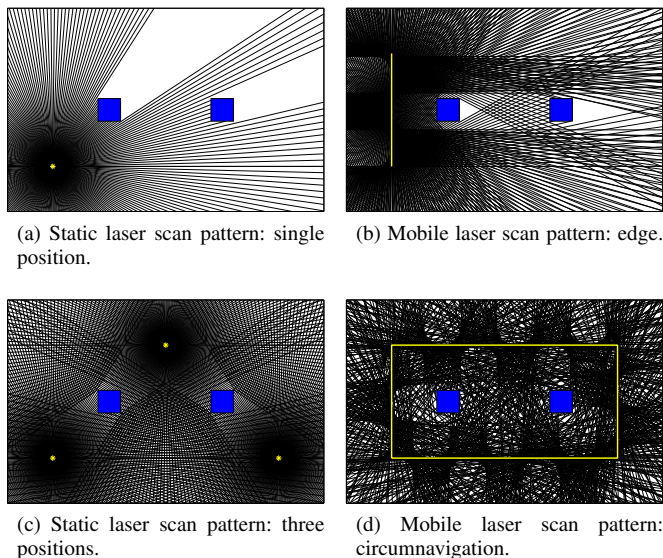 (a) Static laser scan pattern: single
position.
(b) Mobile laser scan pattern: edge.
(c) Static laser scan pattern: three
positions.
(d) Mobile laser scan pattern:
circumnavigation.